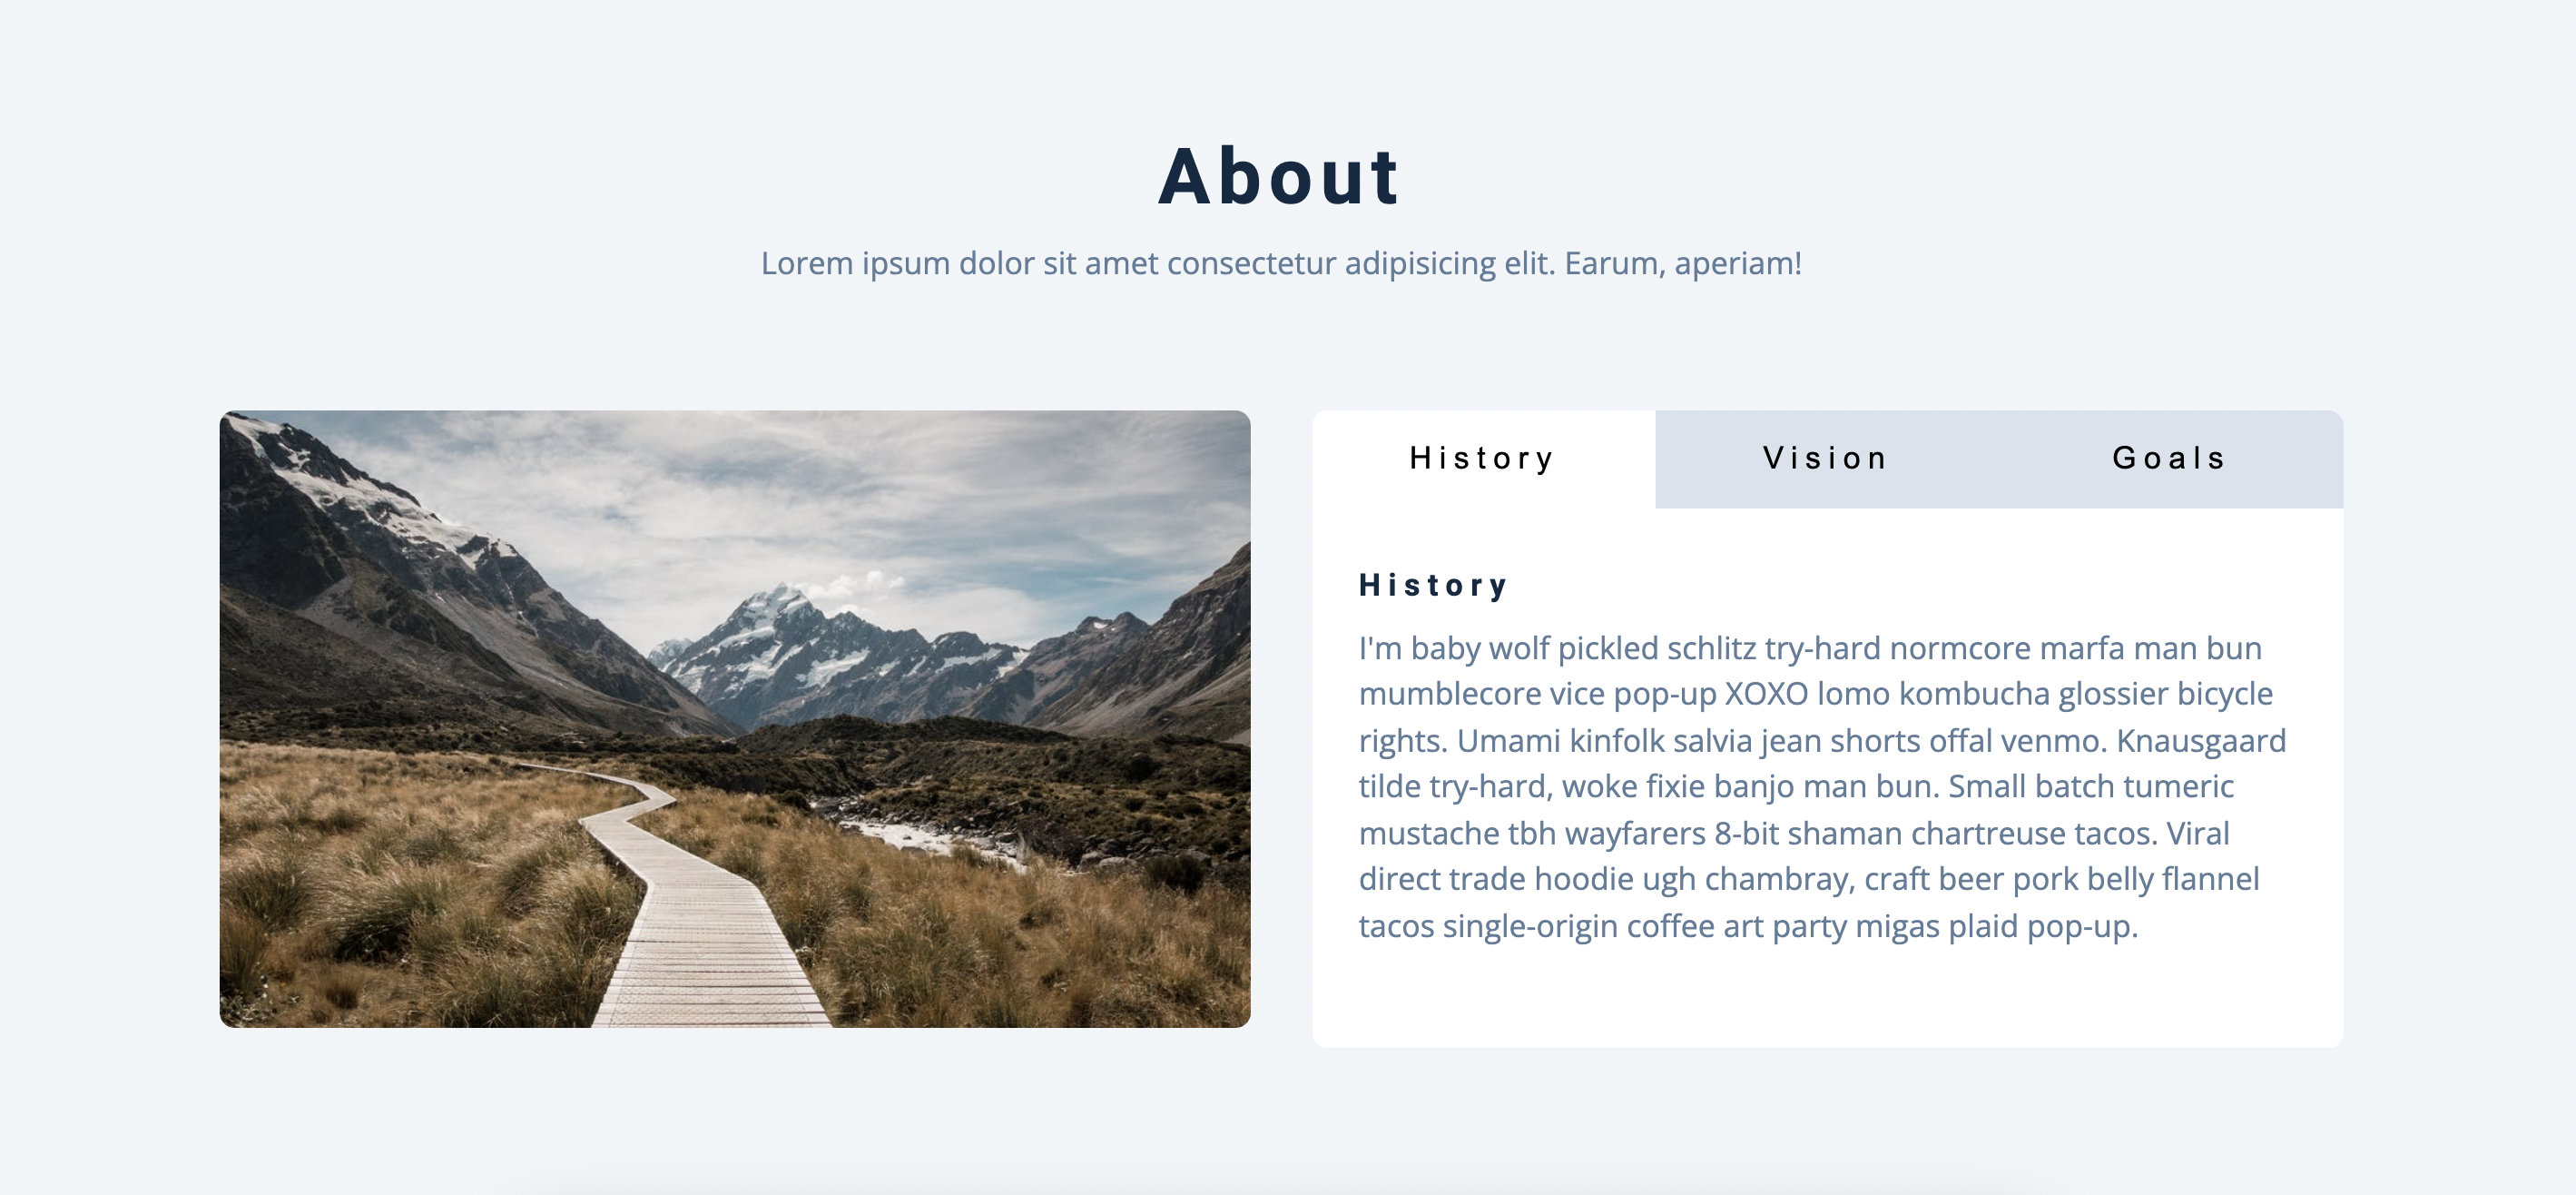 About
Lorem ipsum dolor sit amet consectetur adipisicing elit. Earum, aperiam!
History Vision Goals
History
I'm baby wolf pickled schlitz try-hard normcore marfa man bun
mumblecore vice pop-up XOXO lomo kombucha glossier bicycle
rights. Umami kinfolk salvia jean shorts offal venmo. Knausgaard
tilde try-hard, woke fixie banjo man bun. Small batch tumeric
mustache tbh wayfarers 8-bit shaman chartreuse tacos. Viral
direct trade hoodie ugh chambray, craft beer pork belly flannel
tacos single-origin coffee art party migas plaid pop-up.